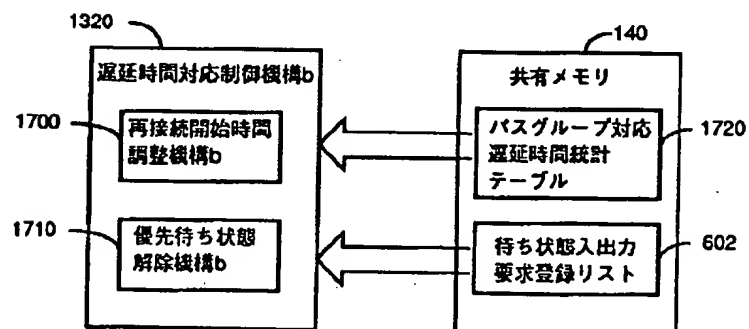 1320
遅延時間対応制御機構b
1700
再接続開始時間
調整機構b
1710
優先待ち状態
解除機構b
140
共有メモリ
パスグループ対応
遅延時間統計
テーブル
1720
待ち状態入出力
要求登録リスト
602